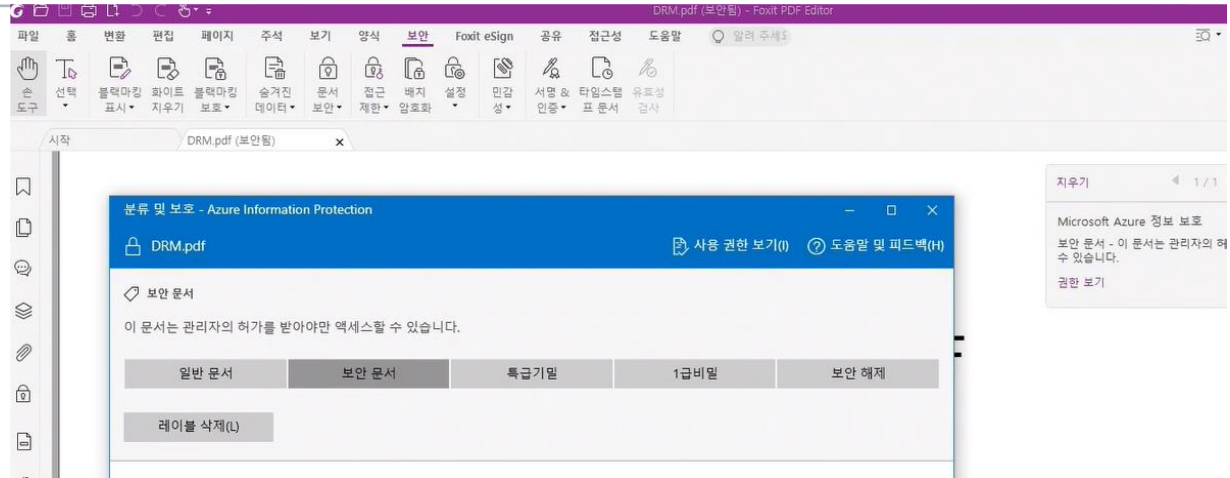 DRM.pdf (보안됨) - Foxit PDF Editor
파일 홈 변환 편집 페이지 주석 보기 양식 보안 Foxit eSign 공유 접근성 도움말 알려 주세요
손 도구
선택
블랙마킹 표시
화이트 지우기
블랙마킹 보호
숨겨진 데이터
문서 보안
접근 제한
배치 암호화
설정
민감성
서명 & 인증
타임스탬프 문서
유효성 검사
시작 DRM.pdf (보안됨) x
분류 및 보호 - Azure Information Protection
DRM.pdf 사용 권한 보기(I) 도움말 및 피드백(H)
보안 문서
이 문서는 관리자의 허가를 받아야만 액세스할 수 있습니다.
일반 문서 보안 문서 특급기밀 1급비밀 보안 해제
레이블 삭제(L)
지우기 1 / 1
Microsoft Azure 정보 보호
보안 문서 - 이 문서는 관리자의
수 있습니다.
권한 보기